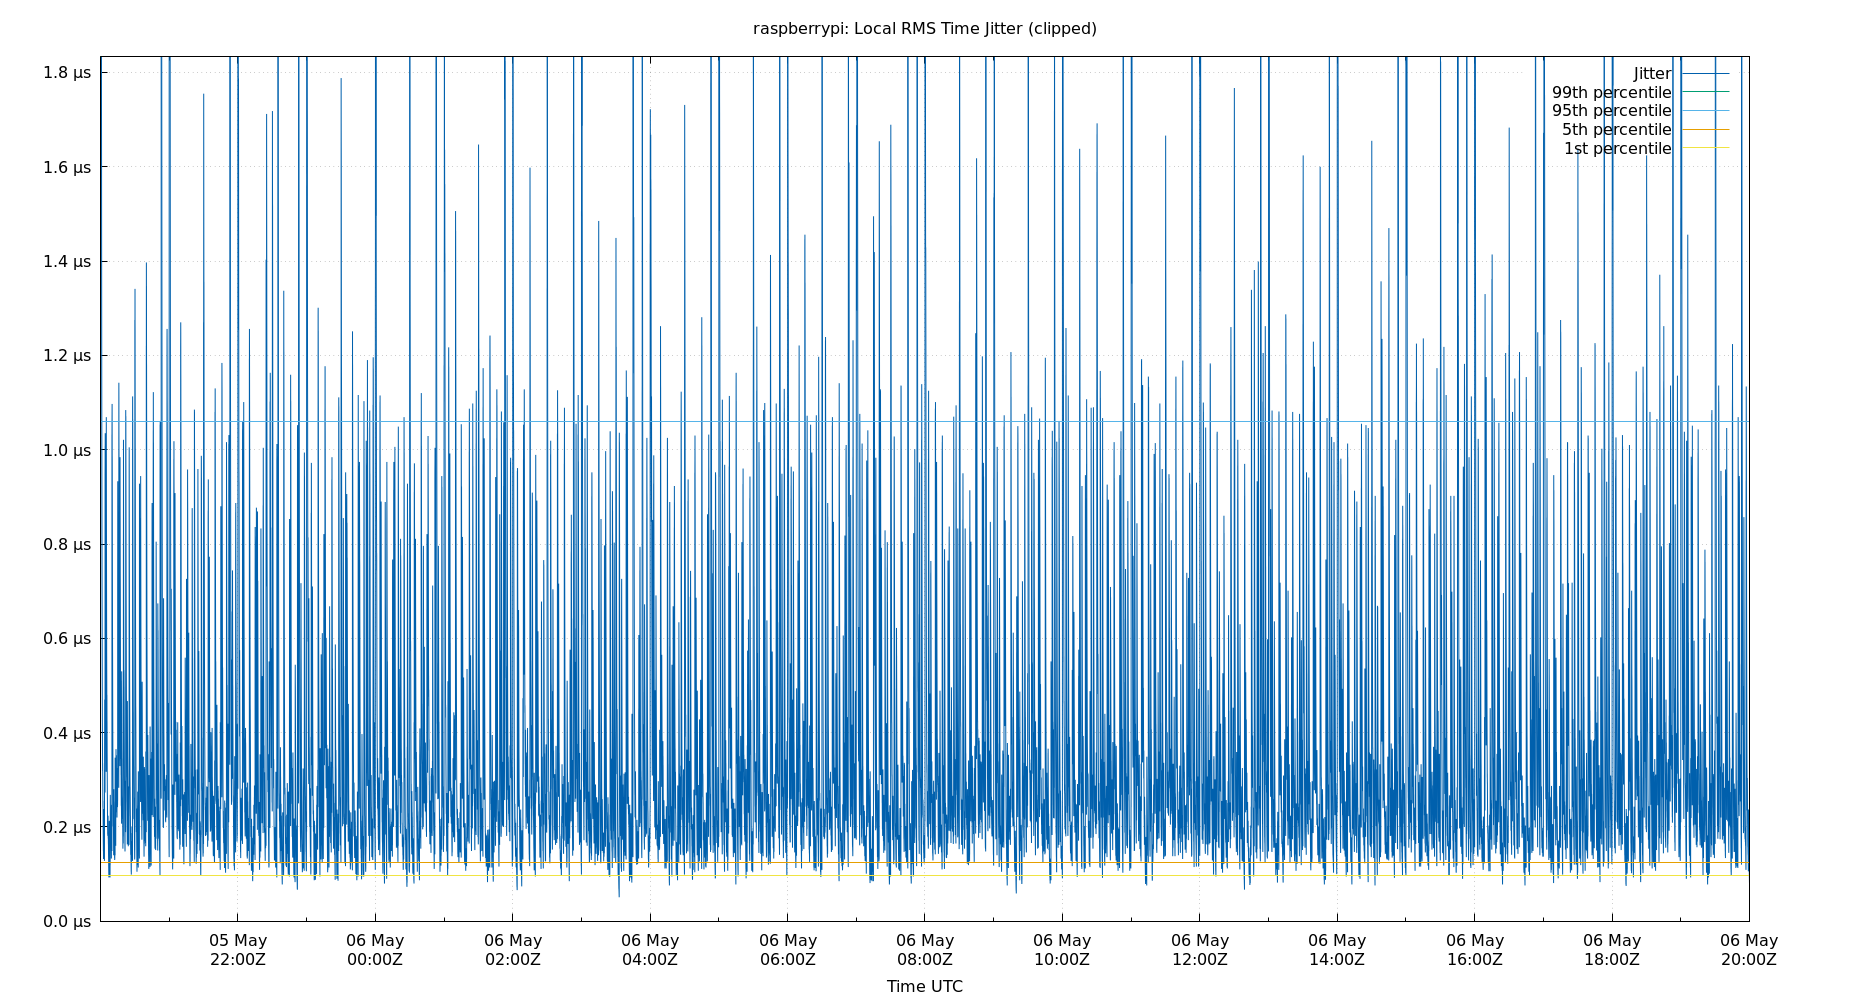 raspberrypi: Local RMS Time Jitter (clipped)
1.8 μs
1.6 μs
1.4 μs
1.2 μs
1.0 μs
0.8 μs
0.6 μs
0.4 μs
0.2 μs
0.0 μs
Jitter
99th percentile
95th percentile
5th percentile
1st percentile
05 May
22:00Z
06 May
00:00Z
06 May
02:00Z
06 May
04:00Z
06 May
06:00Z
06 May
08:00Z
06 May
10:00Z
06 May
12:00Z
06 May
14:00Z
06 May
16:00Z
06 May
18:00Z
06 May
20:00Z
Time UTC